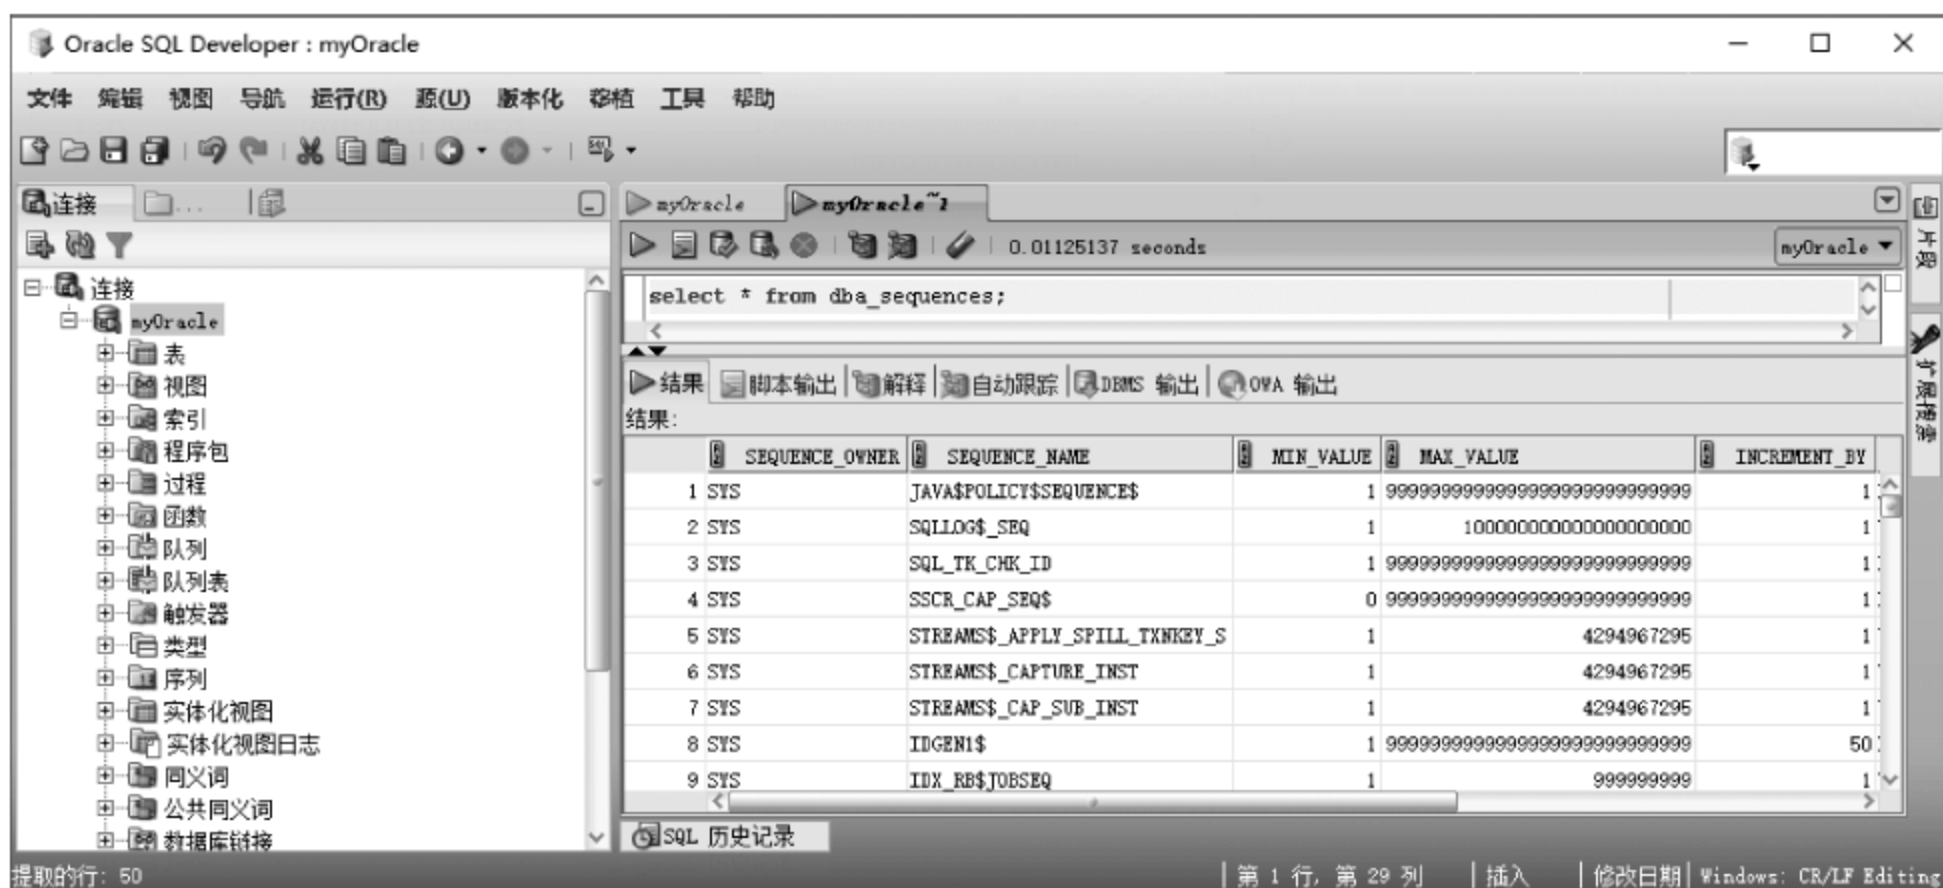 Oracle SQL Developer : myOracle
文件 编辑 视图 导航 运行(R) 源(U) 版本化 移植 工具 帮助
连接 ...
myOracle myOracle~1
0.01125137 seconds myOracle
片段
扩展搜索
连接
myOracle
表
视图
索引
程序包
过程
函数
队列
队列表
触发器
类型
序列
实体化视图
实体化视图日志
同义词
公共同义词
数据库链接
select * from dba_sequences;
结果 脚本输出 解释 自动跟踪 DBMS 输出 OWA 输出
结果:
SEQUENCE_OWNER SEQUENCE_NAME MIN_VALUE MAX_VALUE INCREMENT_BY
1 SYS JAVA$POLICY$SEQUENCE$ 1 9999999999999999999999999999 1
2 SYS SQLLOG$_SEQ 1 100000000000000000000 1
3 SYS SQL_TK_CHK_ID 1 9999999999999999999999999999 1
4 SYS SSCR_CAP_SEQ$ 0 9999999999999999999999999999 1
5 SYS STREAMS$_APPLY_SPILL_TXNKEY_S 1 4294967295 1
6 SYS STREAMS$_CAPTURE_INST 1 4294967295 1
7 SYS STREAMS$_CAP_SUB_INST 1 4294967295 1
8 SYS IDGEN1$ 1 9999999999999999999999999999 50
9 SYS IDX_RB$JOBSEQ 1 999999999 1
SQL 历史记录
提取的行: 50 第 1 行, 第 29 列 插入 修改日期 Windows: CR/LF Editing